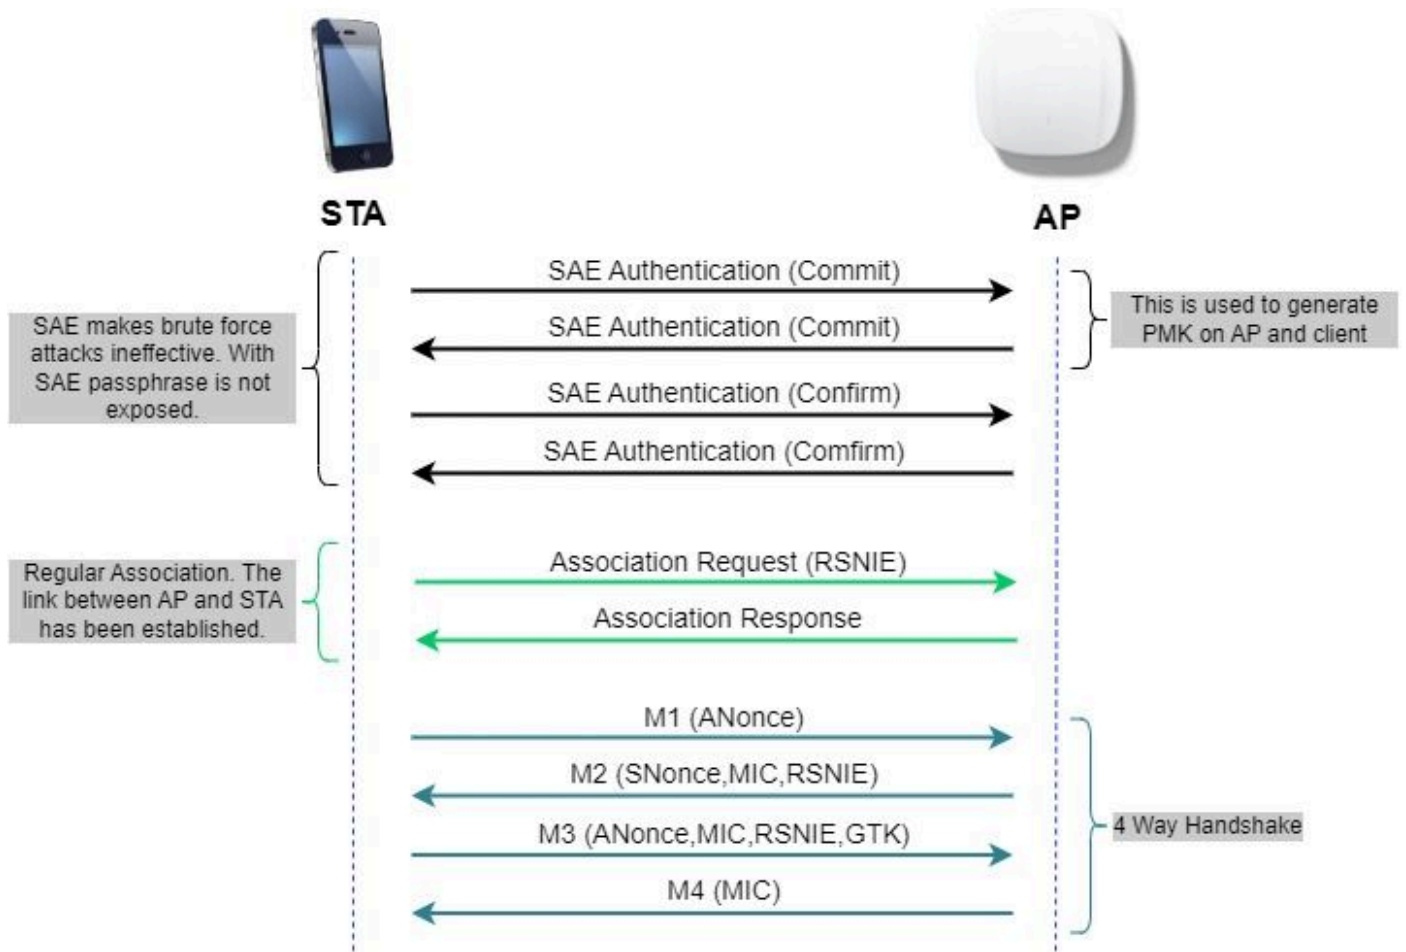 STA
AP
SAE Authentication (Commit)
SAE makes brute force
attacks ineffective. With
SAE passphrase is not
exposed.
This is used to generate
PMK on AP and client
SAE Authentication (Commit)
SAE Authentication (Confirm)
SAE Authentication (Comfirm)
Regular Association. The
link between AP and STA
has been established.
Association Request (RSNIE)
Association Response
M1 (ANonce)
M2 (SNonce,MIC,RSNIE)
M3 (ANonce,MIC,RSNIE,GTK)
M4 (MIC)
4 Way Handshake